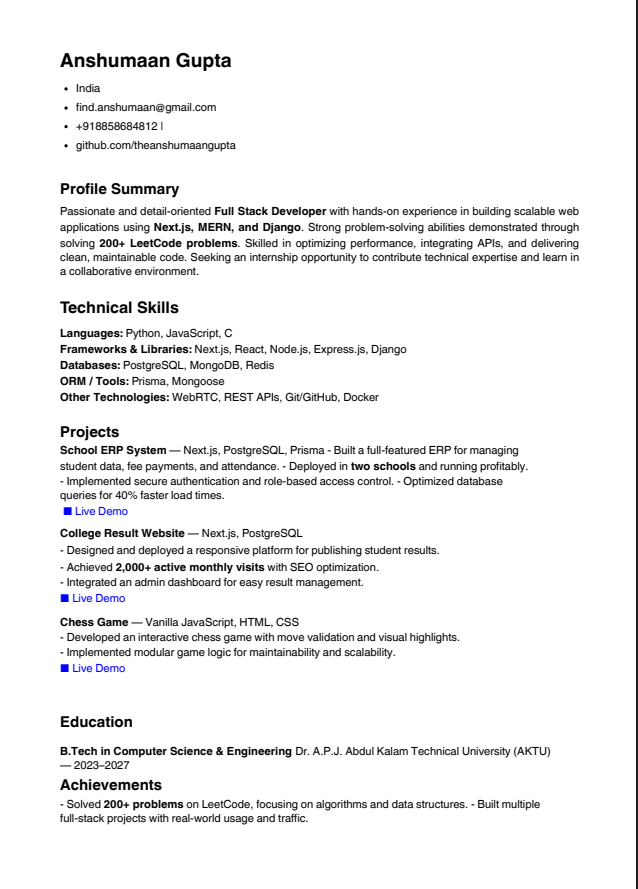 Anshumaan Gupta
• India
• find.anshumaan@gmail.com
• +918858684812 |
• github.com/theanshumaangupta
Profile Summary
Passionate and detail-oriented Full Stack Developer with hands-on experience in building scalable web
applications using Next.js, MERN, and Django. Strong problem-solving abilities demonstrated through
solving 200+ LeetCode problems. Skilled in optimizing performance, integrating APIs, and delivering
clean, maintainable code. Seeking an internship opportunity to contribute technical expertise and learn in
a collaborative environment.
Technical Skills
Languages: Python, JavaScript, C
Frameworks & Libraries: Next.js, React, Node.js, Express.js, Django
Databases: PostgreSQL, MongoDB, Redis
ORM / Tools: Prisma, Mongoose
Other Technologies: WebRTC, REST APIs, Git/GitHub, Docker
Projects
School ERP System — Next.js, PostgreSQL, Prisma - Built a full-featured ERP for managing
student data, fee payments, and attendance. - Deployed in two schools and running profitably.
- Implemented secure authentication and role-based access control. - Optimized database
queries for 40% faster load times.
■ Live Demo
College Result Website — Next.js, PostgreSQL
- Designed and deployed a responsive platform for publishing student results.
- Achieved 2,000+ active monthly visits with SEO optimization.
- Integrated an admin dashboard for easy result management.
■ Live Demo
Chess Game — Vanilla JavaScript, HTML, CSS
- Developed an interactive chess game with move validation and visual highlights.
- Implemented modular game logic for maintainability and scalability.
■ Live Demo
Education
B.Tech in Computer Science & Engineering Dr. A.P.J. Abdul Kalam Technical University (AKTU)
— 2023–2027
Achievements
- Solved 200+ problems on LeetCode, focusing on algorithms and data structures. - Built multiple
full-stack projects with real-world usage and traffic.